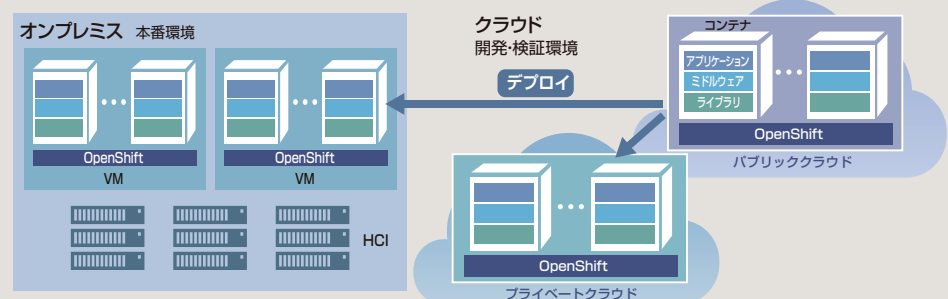 オンプレミス 本番環境
OpenShift
VM
OpenShift
VM
HCI
クラウド
開発・検証環境
デプロイ
コンテナ
アプリケーション
ミドルウェア
ライブラリ
OpenShift
パブリッククラウド
OpenShift
プライベートクラウド